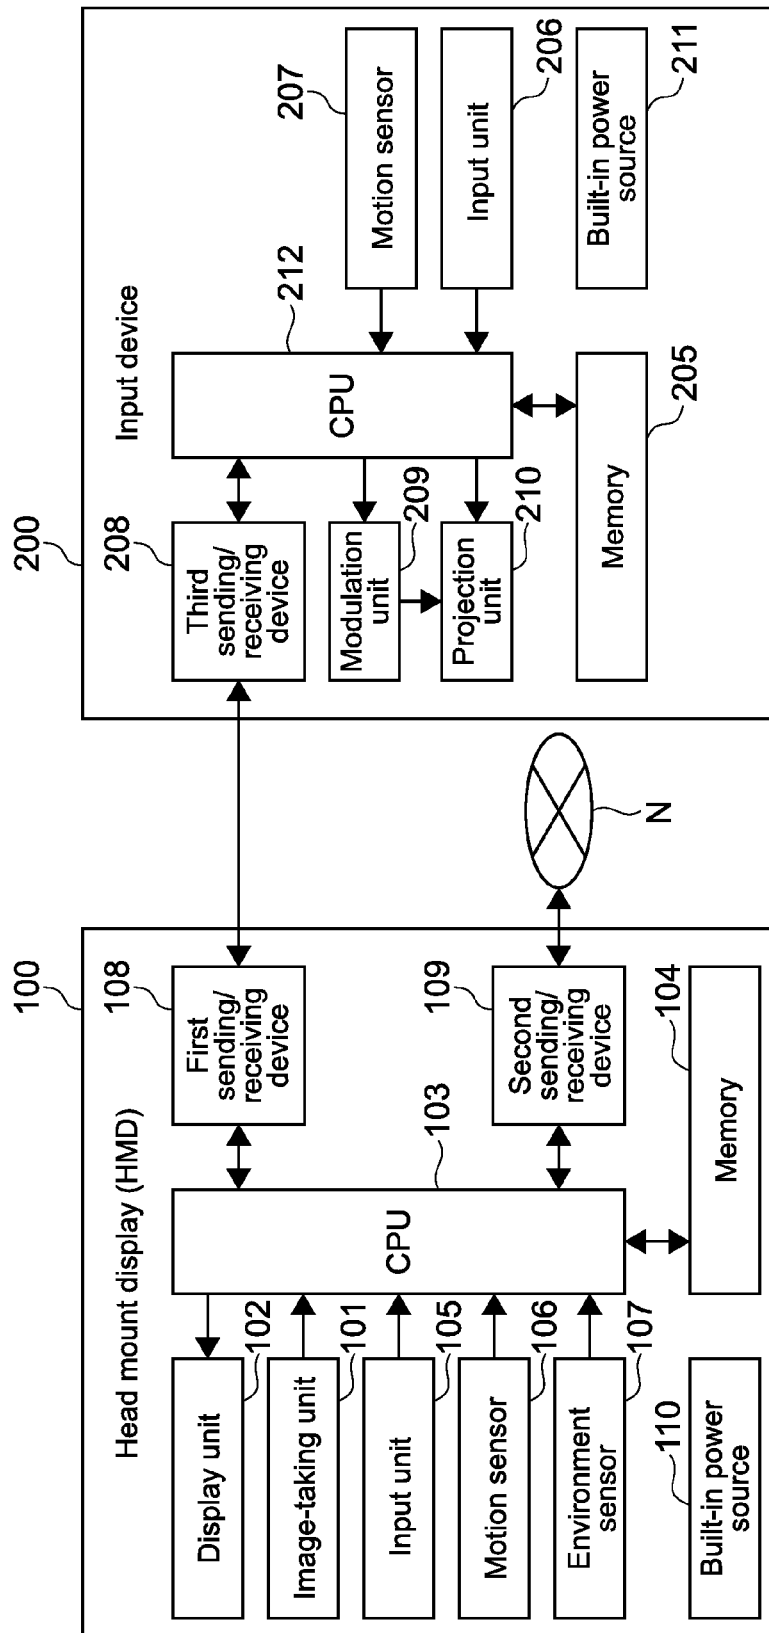 100
Head mount display (HMD)
Display unit
102
Image-taking unit
101
Input unit
105
Motion sensor
106
Environment
sensor
107
Built-in power
source
110
CPU
103
First
sending/
receiving
device
108
Second
sending/
receiving
device
109
Memory
104
N
200
Input device
Third
sending/
receiving
device
208
Modulation
unit
209
Projection
unit
210
CPU
212
Memory
205
Motion sensor
207
Input unit
206
Built-in power
source
211